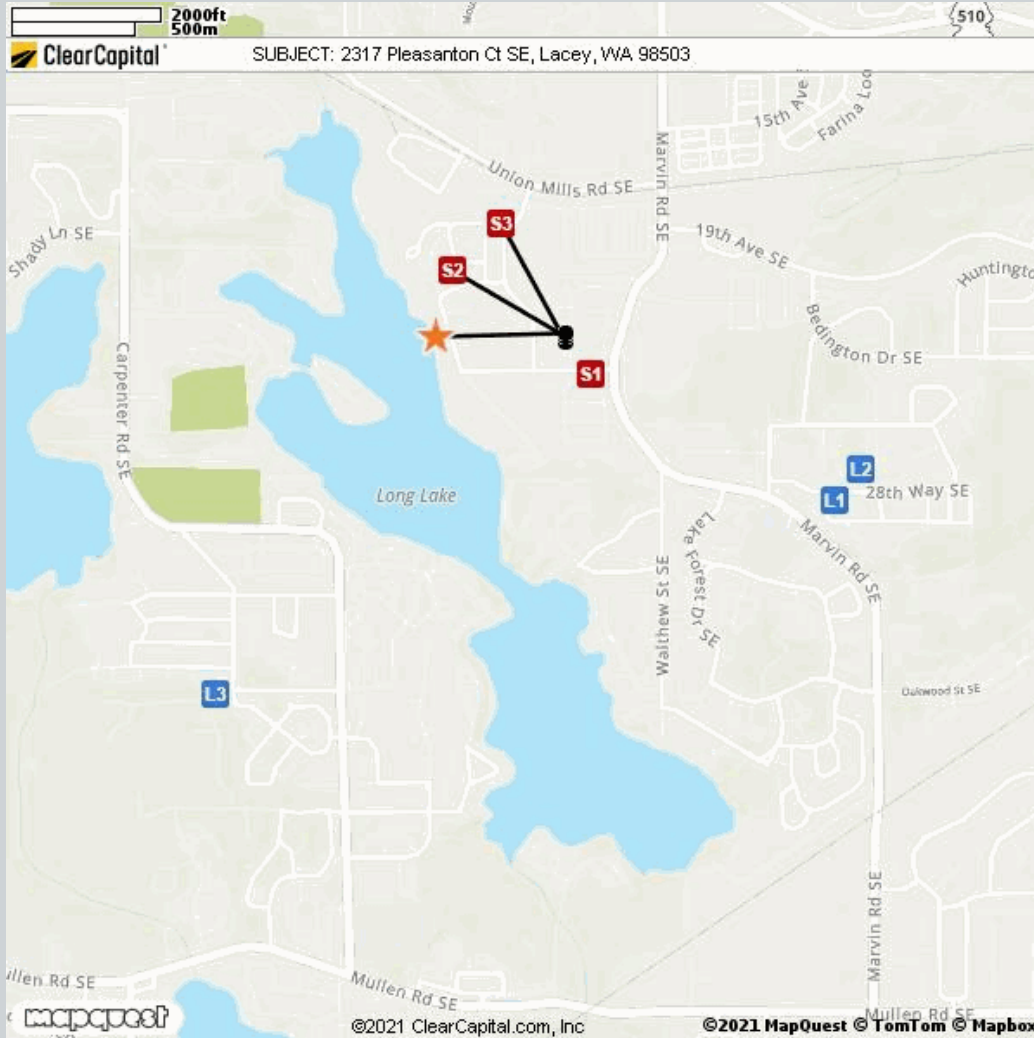 2000ft
500m
510
ClearCapital
SUBJECT: 2317 Pleasanton Ct SE, Lacey, WA 98503
15th Ave
Farina Loo
Marvin Rd SE
Union Mills Rd SE
Shady Ln SE
S3
19th Ave SE
S2
Huntingto
Bedington Dr SE
Carpenter Rd SE
S1
L2
Long Lake
28th Way SE
L1
Marvin Rd SE
Lake Forest Dr SE
Walthew St SE
L3
Oakwood St SE
Marvin Rd SE
ullen Rd SE
Mullen Rd SE
Mullen Rd SE
mapquest
©2021 ClearCapital.com, Inc
©2021 MapQuest © TomTom © Mapbox